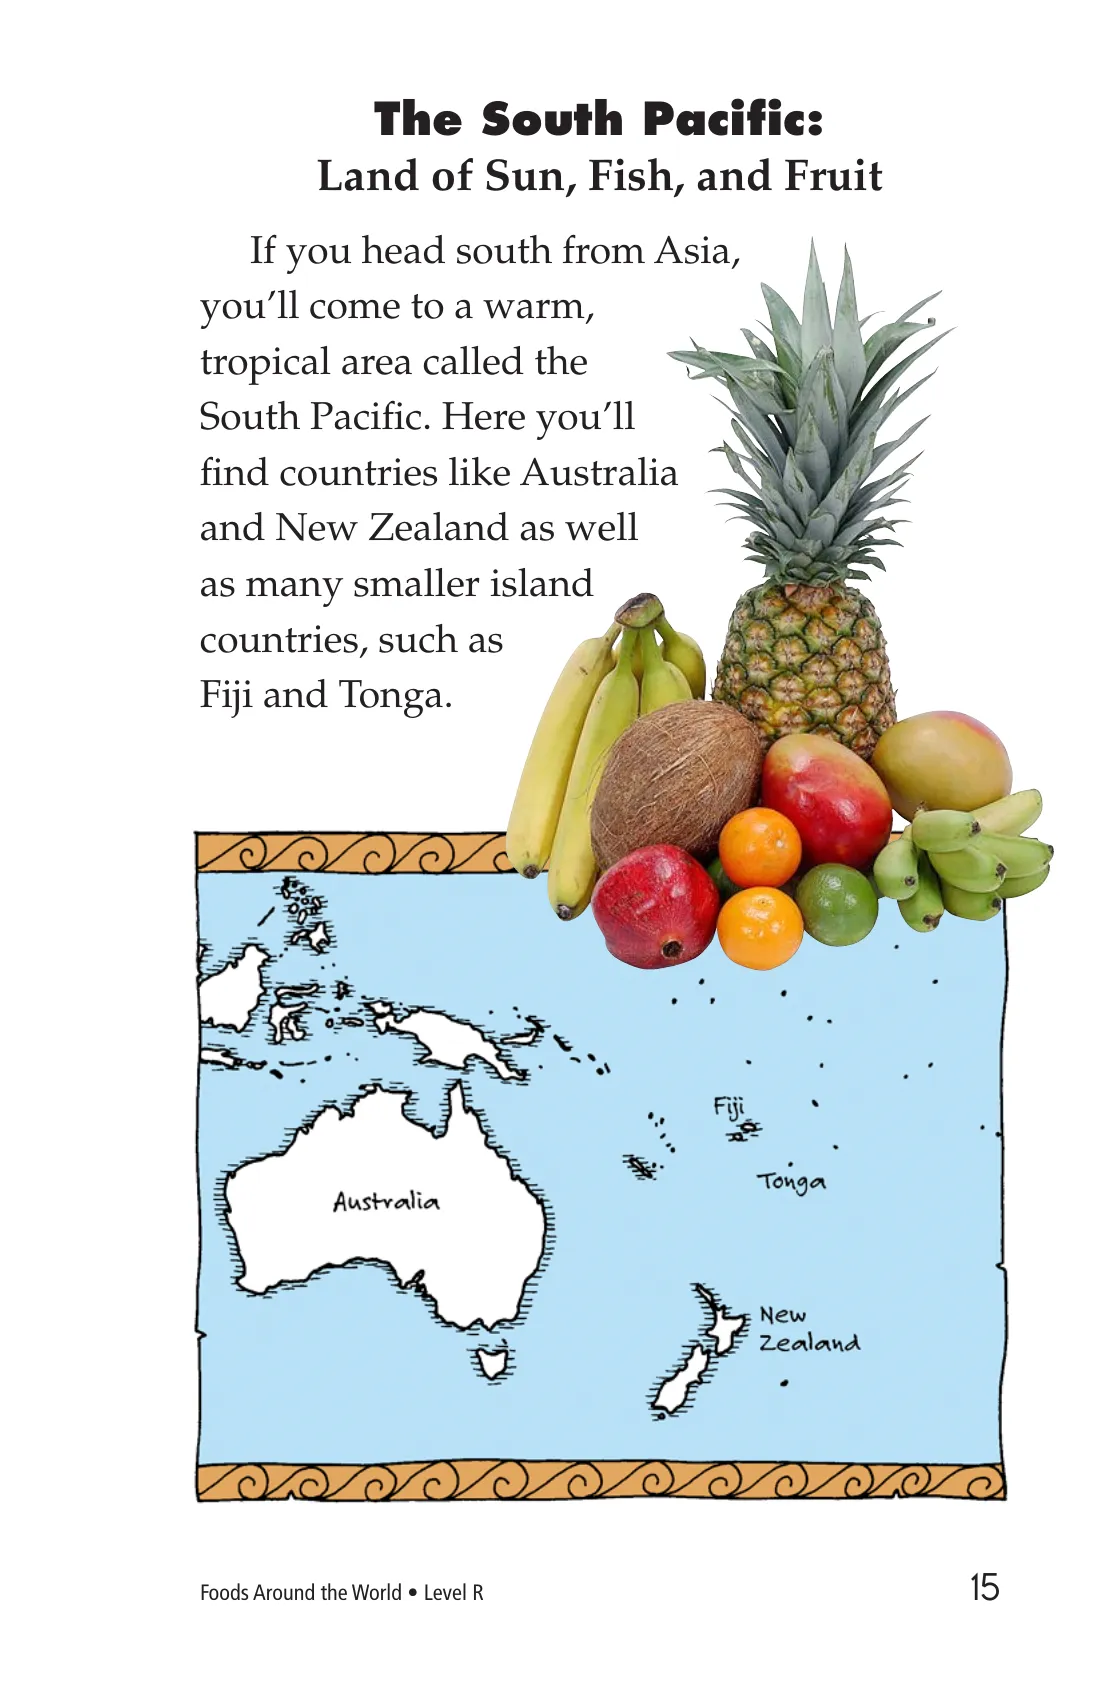 The South Pacific:
Land of Sun, Fish, and Fruit
If you head south from Asia,
you’ll come to a warm,
tropical area called the
South Pacific. Here you’ll
find countries like Australia
and New Zealand as well
as many smaller island
countries, such as
Fiji and Tonga.
Fiji
Tonga
Australia
New
Zealand
Foods Around the World • Level R
15